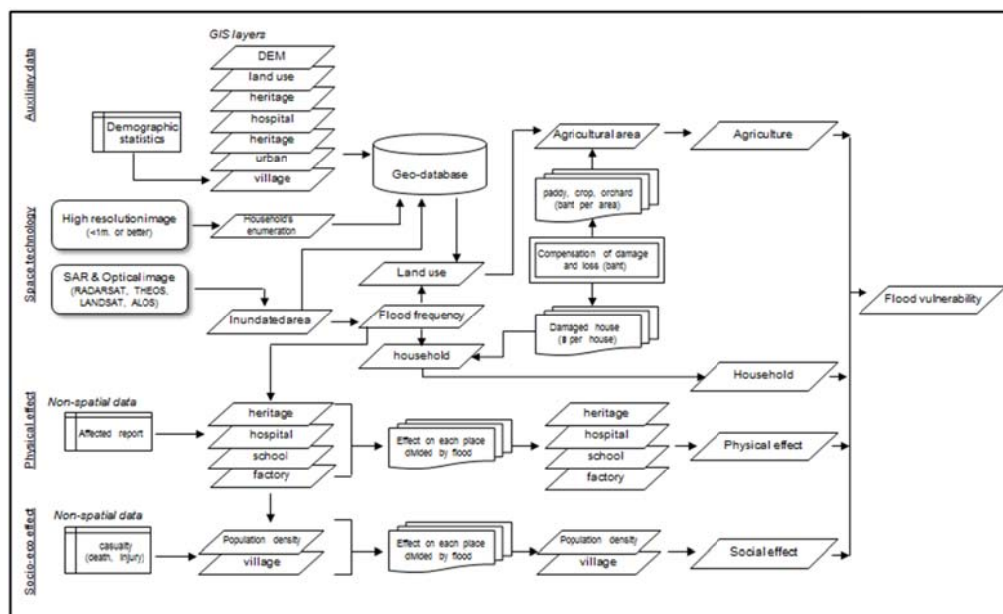 Auxiliary data
GIS layers
DEM
land use
heritage
hospital
heritage
urban
village
Demographic
statistics
Geo-database
Agricultural area
Agriculture
paddy, crop, orchard
(baht per area)
Space technology
High resolution image
(<1m. or better)
Household's
enumeration
SAR & Optical image
(RADARSAT, THEOS,
LANDSAT, ALOS)
Inundated area
Land use
Flood frequency
household
Compensation of damage
and loss (baht)
Damaged house
(฿ per house)
Flood vulnerability
Household
Physical effect
Non-spatial data
Affected report
heritage
hospital
school
factory
Effect on each place
divided by flood
heritage
hospital
school
factory
Physical effect
Socio-eco effect
Non-spatial data
casualty
(death, injury)
Population density
village
Effect on each place
divided by flood
Population density
village
Social effect